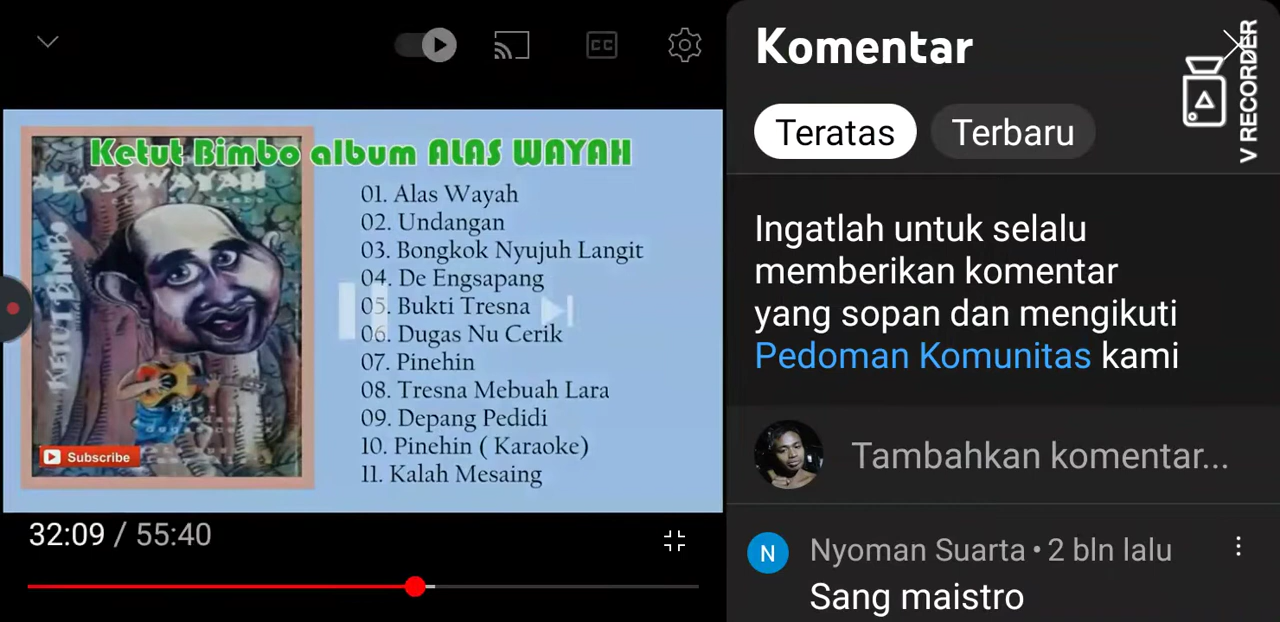 Ketut Bimbo album ALAS WAYAH
ALAS WAYAH
KETUT BIMBO
01. Alas Wayah
02. Undangan
03. Bongkok Nyujuh Langit
04. De Engsapang
05. Bukti Tresna
06. Dugas Nu Cerik
07. Pinehin
08. Tresna Mebuah Lara
09. Depang Pedidi
10. Pinehin ( Karaoke)
11. Kalah Mesaing
Subscribe
CC
32:09 / 55:40
Komentar
V RECORDER
Teratas
Terbaru
Ingatlah untuk selalu
memberikan komentar
yang sopan dan mengikuti
Pedoman Komunitas kami
Tambahkan komentar...
N
Nyoman Suarta • 2 bln lalu
Sang maistro